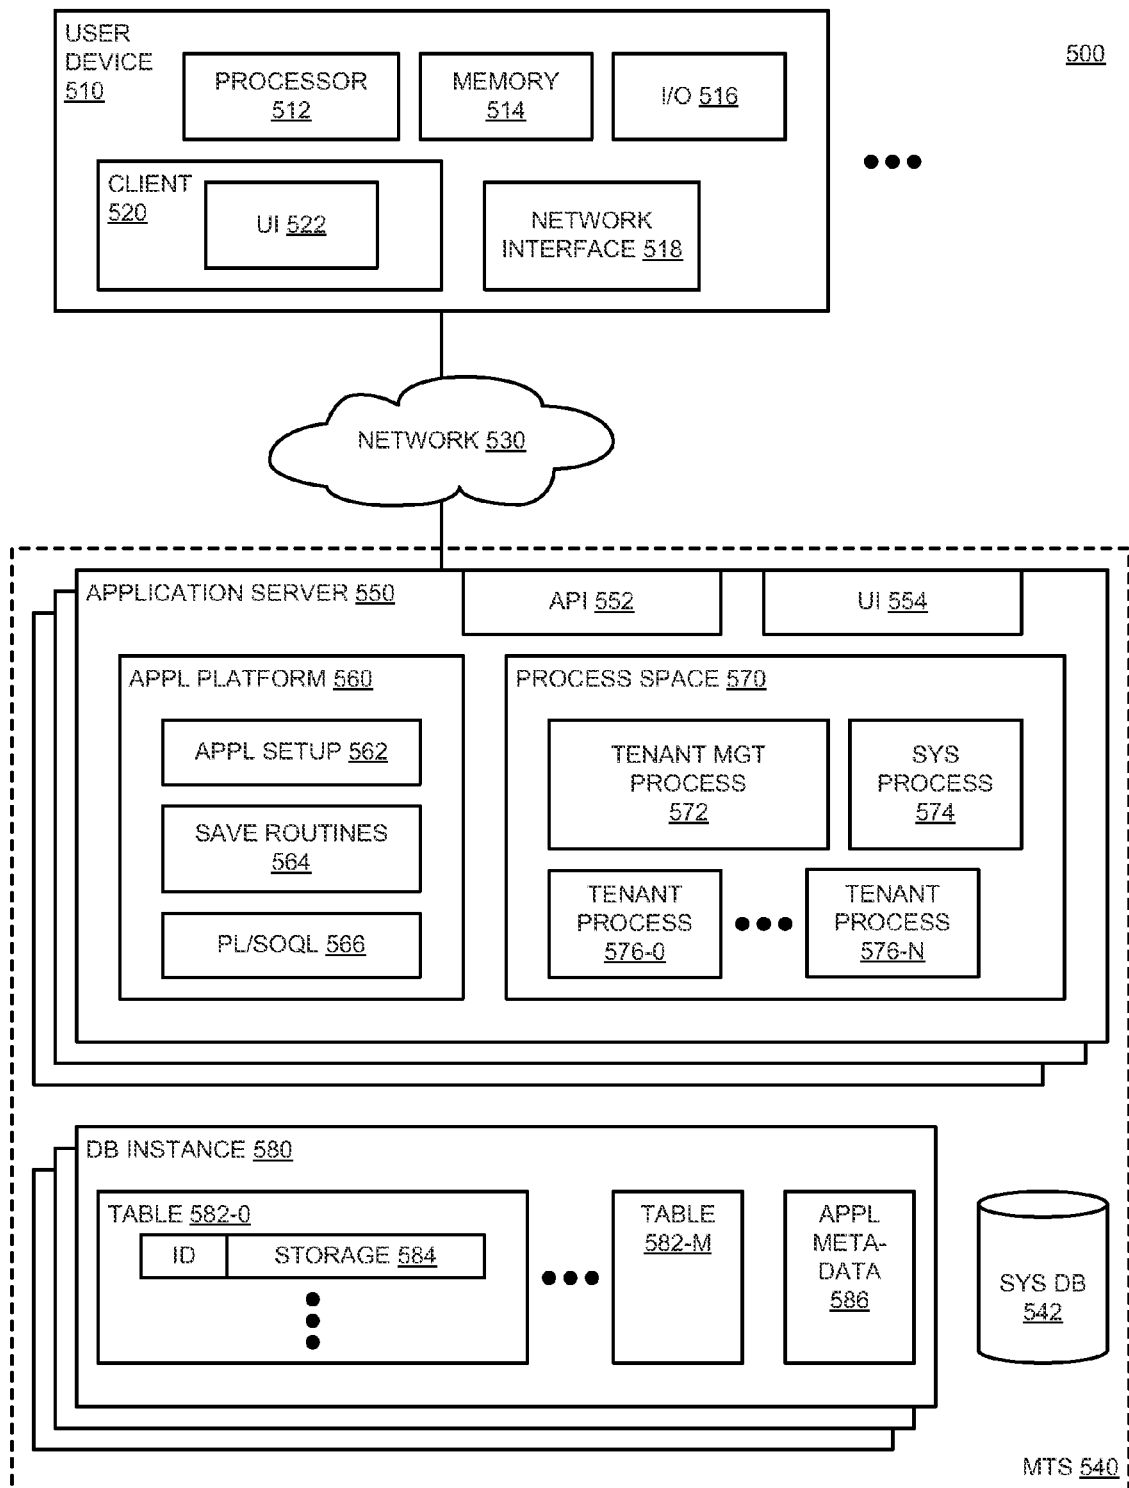 USER
DEVICE
510
500
PROCESSOR
512
MEMORY
514
I/O 516
CLIENT
520
UI 522
NETWORK
INTERFACE 518
NETWORK 530
APPLICATION SERVER 550
API 552
UI 554
APPL PLATFORM 560
APPL SETUP 562
SAVE ROUTINES
564
PL/SOQL 566
PROCESS SPACE 570
TENANT MGT
PROCESS
572
SYS
PROCESS
574
TENANT
PROCESS
576-0
TENANT
PROCESS
576-N
DB INSTANCE 580
TABLE 582-0
ID
STORAGE 584
TABLE
582-M
APPL
META-
DATA
586
SYS DB
542
MTS 540